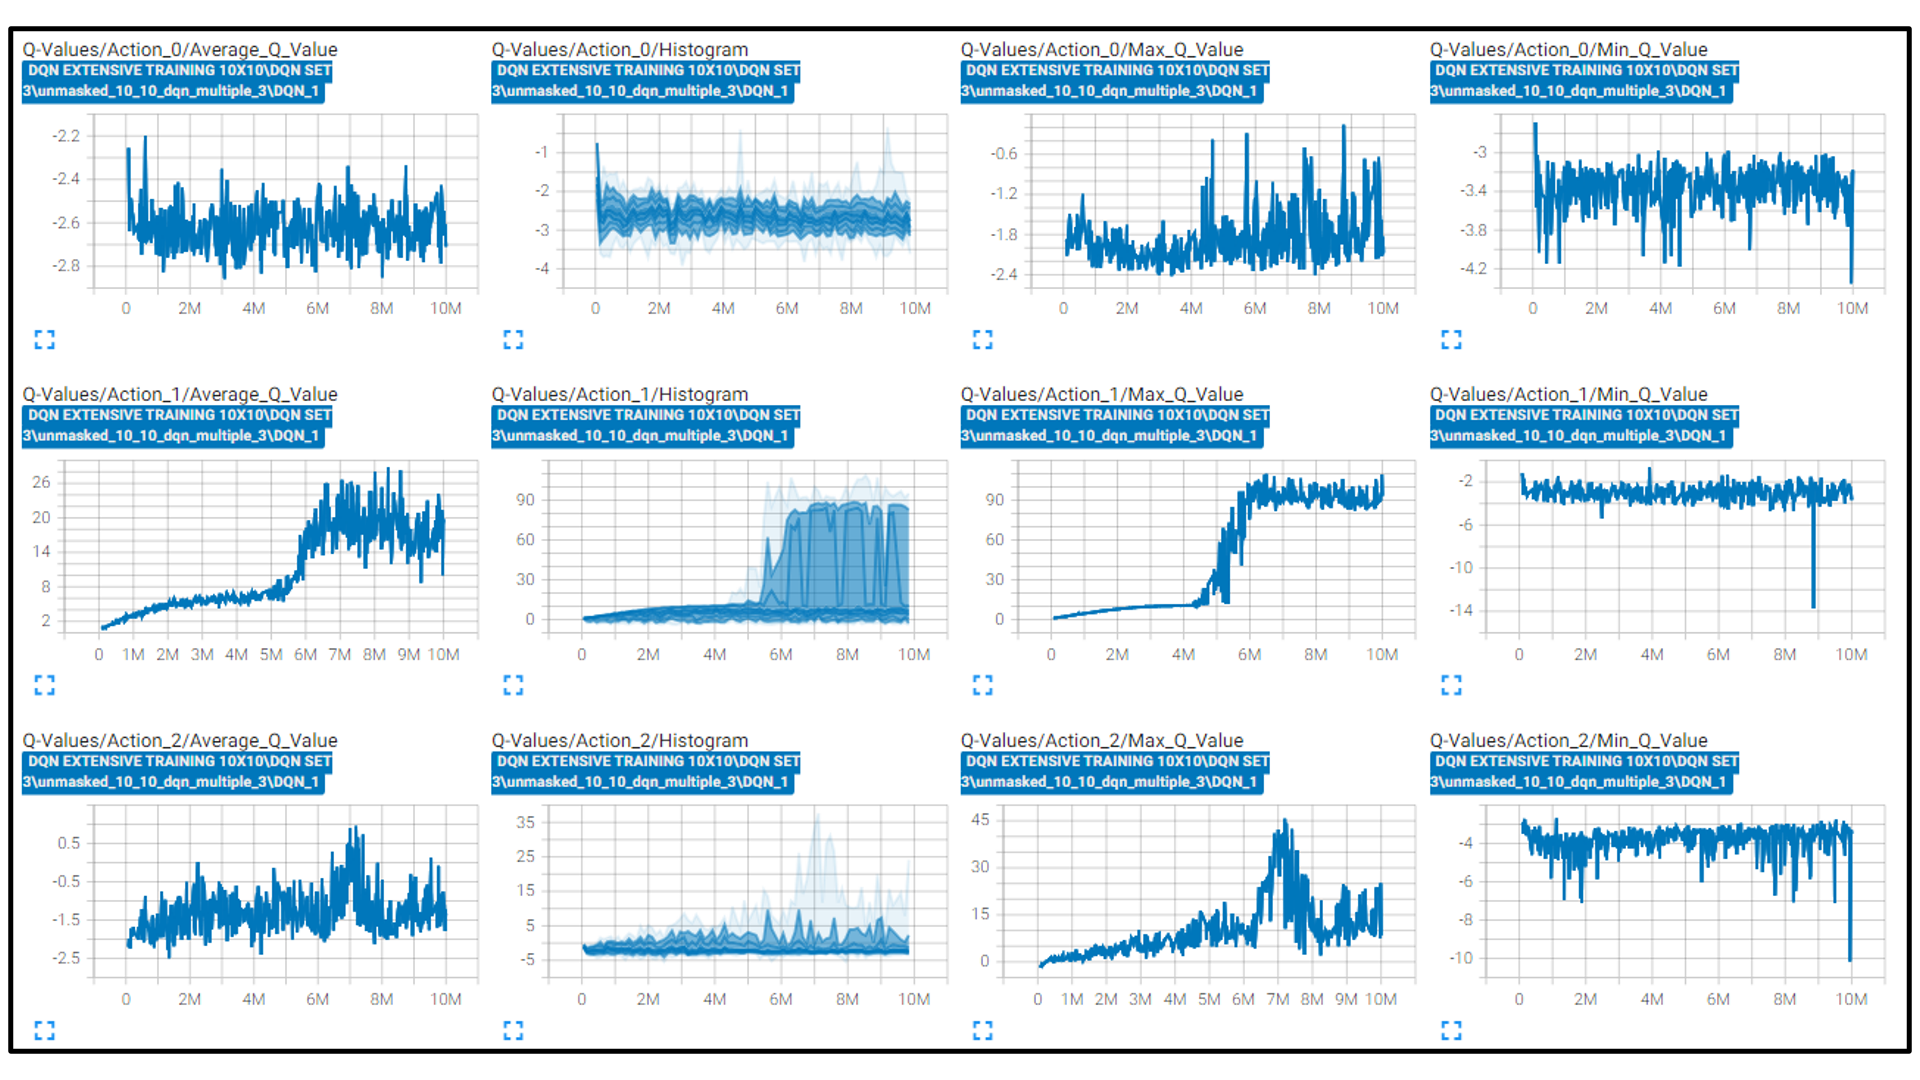 Q-Values/Action_0/Average_Q_Value
DQN EXTENSIVE TRAINING 10X10\DQN SET
3\unmasked_10_10_dqn_multiple_3\DQN_1
-2.2
-2.4
-2.6
-2.8
0 2M 4M 6M 8M 10M
Q-Values/Action_0/Histogram
DQN EXTENSIVE TRAINING 10X10\DQN SET
3\unmasked_10_10_dqn_multiple_3\DQN_1
-1
-2
-3
-4
0 2M 4M 6M 8M 10M
Q-Values/Action_0/Max_Q_Value
DQN EXTENSIVE TRAINING 10X10\DQN SET
3\unmasked_10_10_dqn_multiple_3\DQN_1
-0.6
-1.2
-1.8
-2.4
0 2M 4M 6M 8M 10M
Q-Values/Action_0/Min_Q_Value
DQN EXTENSIVE TRAINING 10X10\DQN SET
3\unmasked_10_10_dqn_multiple_3\DQN_1
-3
-3.4
-3.8
-4.2
0 2M 4M 6M 8M 10M
Q-Values/Action_1/Average_Q_Value
DQN EXTENSIVE TRAINING 10X10\DQN SET
3\unmasked_10_10_dqn_multiple_3\DQN_1
26
20
14
8
2
0 1M 2M 3M 4M 5M 6M 7M 8M 9M 10M
Q-Values/Action_1/Histogram
DQN EXTENSIVE TRAINING 10X10\DQN SET
3\unmasked_10_10_dqn_multiple_3\DQN_1
90
60
30
0
0 2M 4M 6M 8M 10M
Q-Values/Action_1/Max_Q_Value
DQN EXTENSIVE TRAINING 10X10\DQN SET
3\unmasked_10_10_dqn_multiple_3\DQN_1
90
60
30
0
0 2M 4M 6M 8M 10M
Q-Values/Action_1/Min_Q_Value
DQN EXTENSIVE TRAINING 10X10\DQN SET
3\unmasked_10_10_dqn_multiple_3\DQN_1
-2
-6
-10
-14
0 2M 4M 6M 8M 10M
Q-Values/Action_2/Average_Q_Value
DQN EXTENSIVE TRAINING 10X10\DQN SET
3\unmasked_10_10_dqn_multiple_3\DQN_1
0.5
-0.5
-1.5
-2.5
0 2M 4M 6M 8M 10M
Q-Values/Action_2/Histogram
DQN EXTENSIVE TRAINING 10X10\DQN SET
3\unmasked_10_10_dqn_multiple_3\DQN_1
35
25
15
5
-5
0 2M 4M 6M 8M 10M
Q-Values/Action_2/Max_Q_Value
DQN EXTENSIVE TRAINING 10X10\DQN SET
3\unmasked_10_10_dqn_multiple_3\DQN_1
45
30
15
0
0 1M 2M 3M 4M 5M 6M 7M 8M 9M 10M
Q-Values/Action_2/Min_Q_Value
DQN EXTENSIVE TRAINING 10X10\DQN SET
3\unmasked_10_10_dqn_multiple_3\DQN_1
-4
-6
-8
-10
0 2M 4M 6M 8M 10M